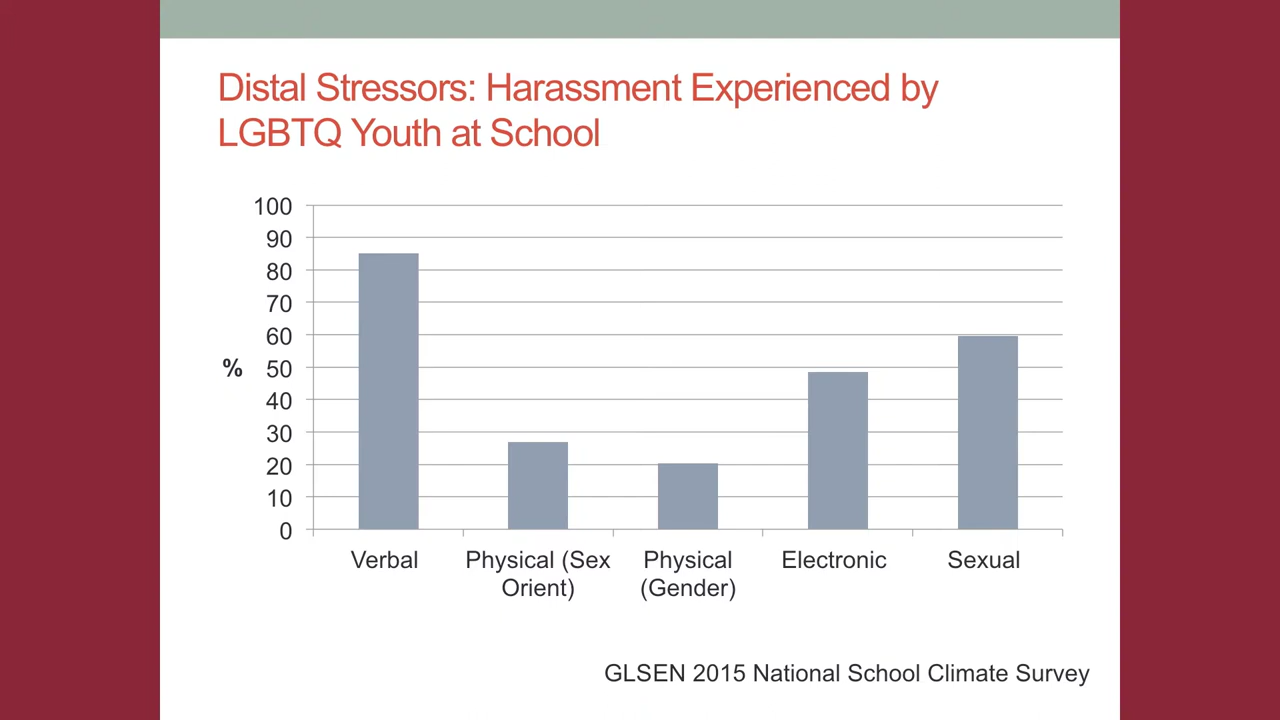 Distal Stressors: Harassment Experienced by
LGBTQ Youth at School
100
90
80
70
60
% 50
40
30
20
10
0
Verbal Physical (Sex Physical Electronic Sexual
Orient) (Gender)
GLSEN 2015 National School Climate Survey